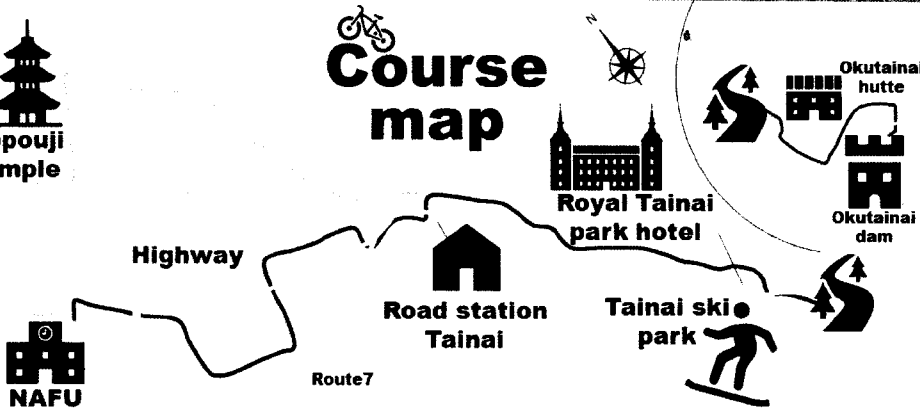 Course
map
N
Okutainai
hutte
pouji
mple
Royal Tainai
park hotel
Okutainai
dam
Highway
Road station
Tainai
Tainai ski
park
Route7
NAFU